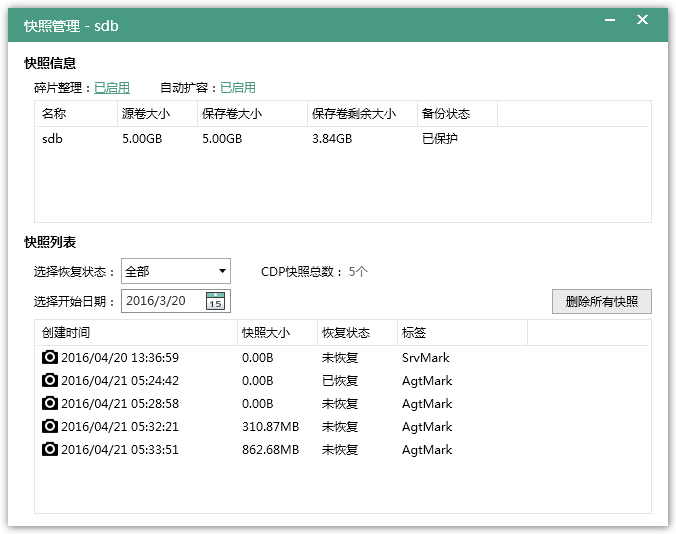 快照管理 - sdb
快照信息
碎片整理：已启用 自动扩容：已启用
名称 源卷大小 保存卷大小 保存卷剩余大小 备份状态
sdb 5.00GB 5.00GB 3.84GB 已保护
快照列表
选择恢复状态： 全部 CDP快照总数： 5个
选择开始日期： 2016/3/20 15 删除所有快照
创建时间 快照大小 恢复状态 标签
2016/04/20 13:36:59 0.00B 未恢复 SrvMark
2016/04/21 05:24:42 0.00B 已恢复 AgtMark
2016/04/21 05:28:58 0.00B 未恢复 AgtMark
2016/04/21 05:32:21 310.87MB 未恢复 AgtMark
2016/04/21 05:33:51 862.68MB 未恢复 AgtMark